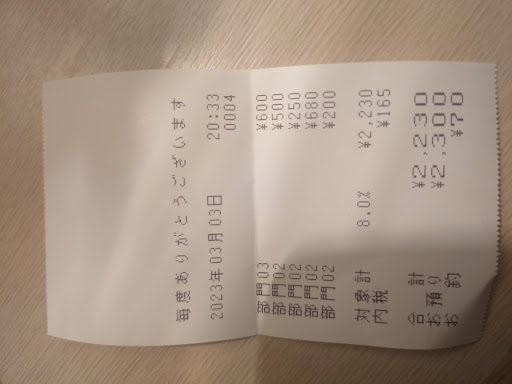 毎度ありがとうございます
2023年03月03日 20:33
0004
部門03 ¥600
部門02 ¥500
部門02 ¥250
部門02 ¥680
部門02 ¥200
対象計 8.0% ¥2,230
内税 ¥165
合計 ¥2,230
お預り ¥2,300
お釣 ¥70